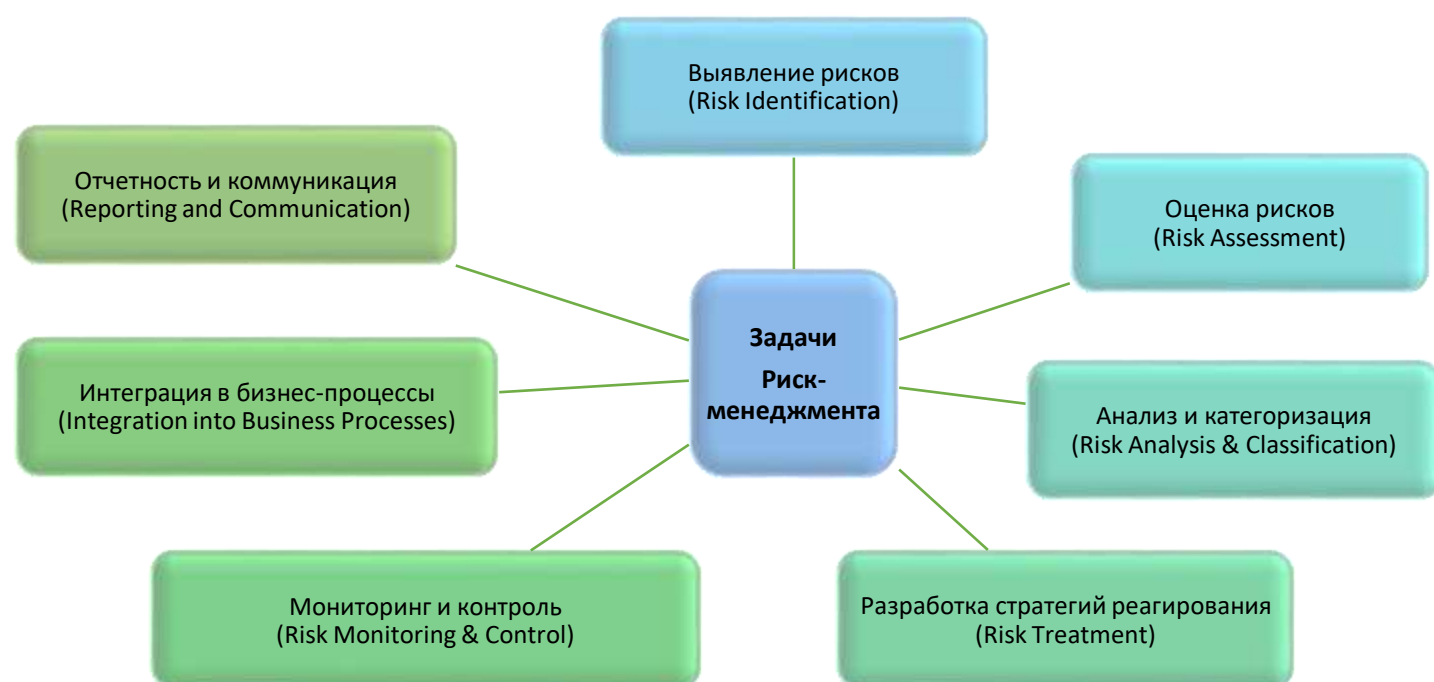 Выявление рисков
(Risk Identification)
Отчетность и коммуникация
(Reporting and Communication)
Оценка рисков
(Risk Assessment)
Задачи
Риск-
менеджмента
Интеграция в бизнес-процессы
(Integration into Business Processes)
Анализ и категоризация
(Risk Analysis & Classification)
Мониторинг и контроль
(Risk Monitoring & Control)
Разработка стратегий реагирования
(Risk Treatment)